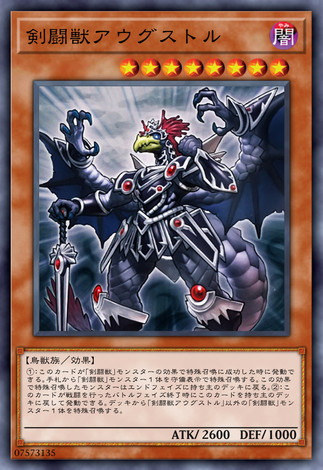 剣闘獣アウグストル
やみ
闇
【鳥獣族／効果】
①：このカードが「剣闘獣」モンスターの効果で特殊召喚に成功した時に発動で
きる。手札から「剣闘獣」モンスター１体を守備表示で特殊召喚する。この効果
で特殊召喚したモンスターはエンドフェイズに持ち主のデッキに戻る。②：こ
のカードが戦闘を行ったバトルフェイズ終了時にこのカードを持ち主のデッ
キに戻して発動できる。デッキから「剣闘獣アウグストル」以外の「剣闘獣」モン
スター１体を特殊召喚する。
ATK/ 2600 DEF/1000
07573135